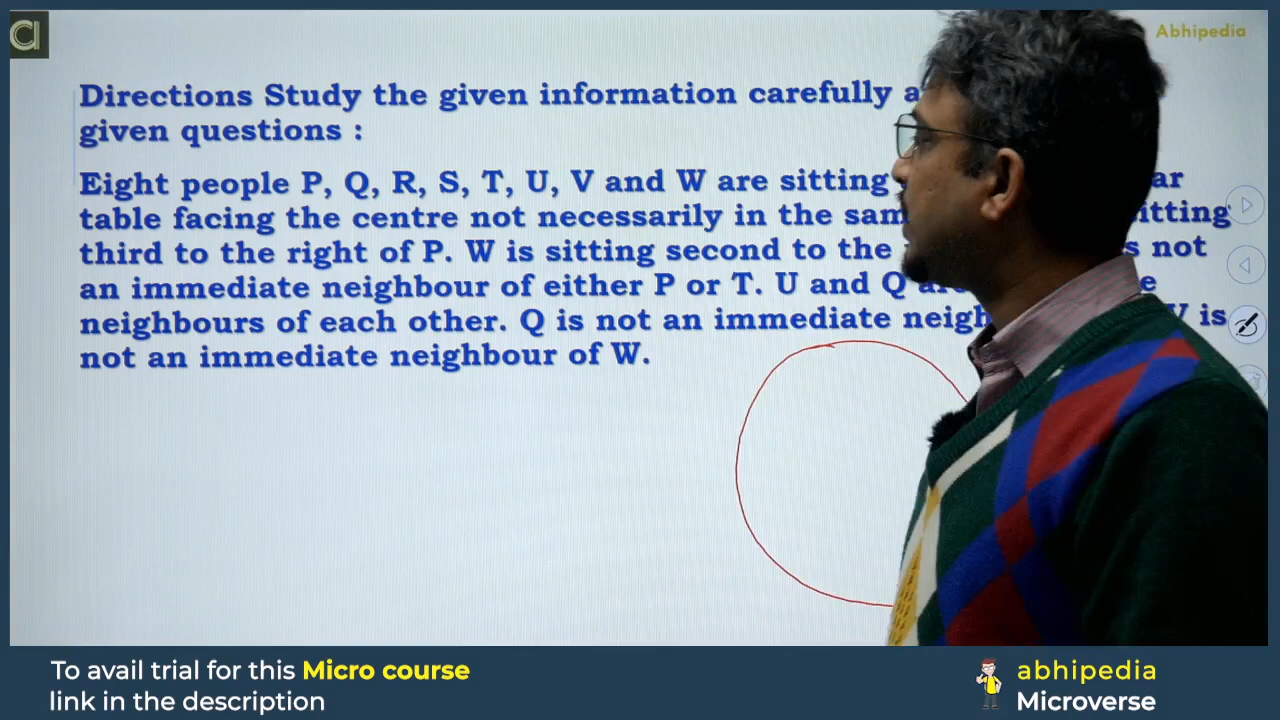 Abhipedia
Directions Study the given information carefully
given questions :
Eight people P, Q, R, S, T, U, V and W are sitting
table facing the centre not necessarily in the sitting
third to the right of P. W is sitting second to the not
an immediate neighbour of either P or T. U and Q
neighbours of each other. Q is not an immediate is
not an immediate neighbour of W.
To avail trial for this Micro course
link in the description
abhipedia
Microverse